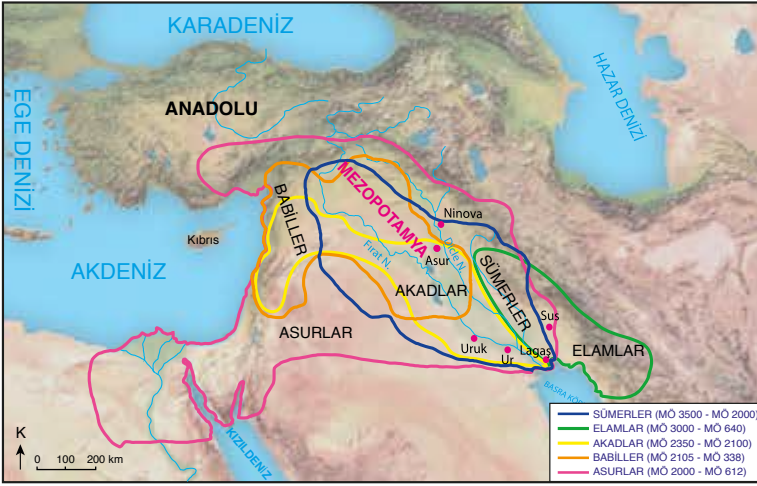 KARADENİZ
HAZAR DENİZİ
EGE DENİZİ
ANADOLU
MEZOPOTAMYA
BABİLLER
Ninova
Kıbrıs
Fırat N.
Dicle N.
Asur
SÜMERLER
AKDENİZ
AKADLAR
ASURLAR
Sus
Uruk
Ur
Lagaş
ELAMLAR
BASRA
KIZILDENİZ
K
0 100 200 km
SÜMERLER (MÖ 3500 - MÖ 2000)
ELAMLAR (MÖ 3000 - MÖ 640)
AKADLAR (MÖ 2350 - MÖ 2100)
BABİLLER (MÖ 2105 - MÖ 338)
ASURLAR (MÖ 2000 - MÖ 612)